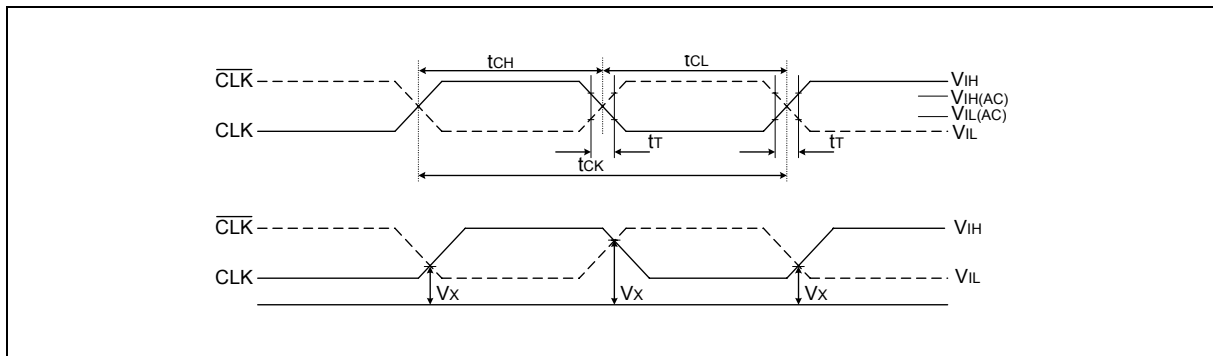 tCH tCL
CLK VIH
VIH(AC)
VIL(AC)
CLK VIL
tT tT
tCK
CLK VIH
CLK VIL
VX VX VX